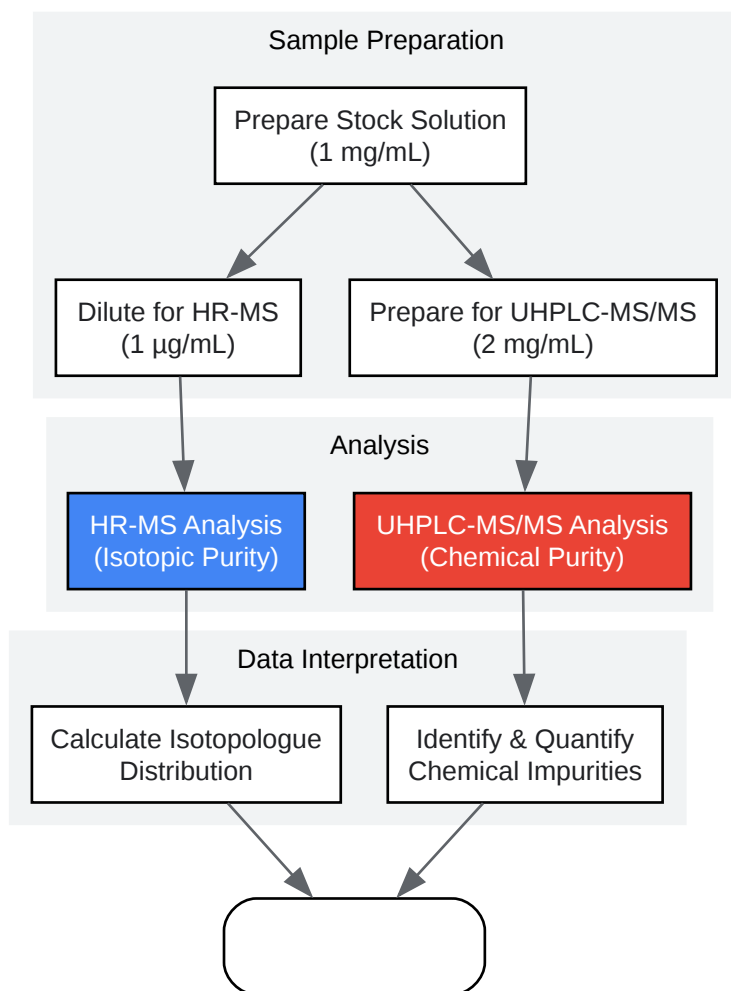 Sample Preparation
Prepare Stock Solution
(1 mg/mL)
Dilute for HR-MS
(1 µg/mL)
Prepare for UHPLC-MS/MS
(2 mg/mL)
Analysis
HR-MS Analysis
(Isotopic Purity)
UHPLC-MS/MS Analysis
(Chemical Purity)
Data Interpretation
Calculate Isotopologue
Distribution
Identify & Quantify
Chemical Impurities